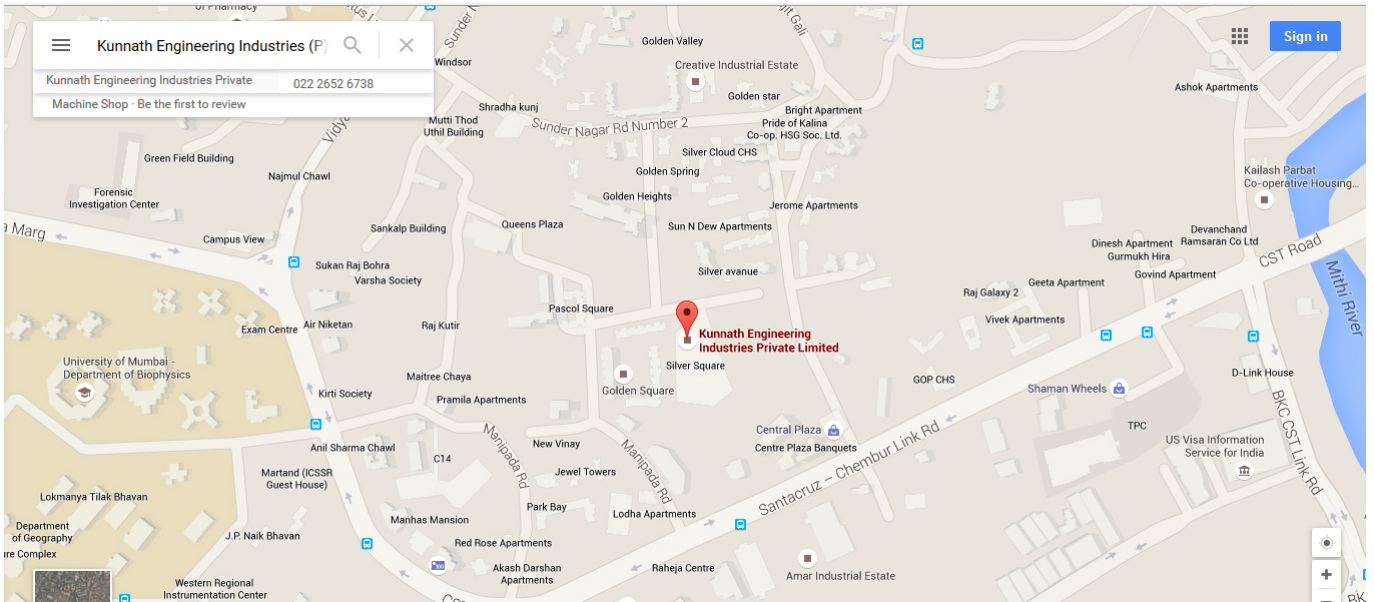 of Pharmacy
Kunnath Engineering Industries (P)
Sign in
Kunnath Engineering Industries Private
022 2652 6738
Machine Shop · Be the first to review
Sunder
Golden Valley
Windsor
Creative Industrial Estate
Ashok Apartments
Golden star
Shradha kunj
Bright Apartment
Mutti Thod
Uthil Building
Sunder Nagar Rd Number 2
Pride of Kalina
Co-op. HSG Soc. Ltd.
Silver Cloud CHS
Green Field Building
Golden Spring
Kailash Parbat
Co-operative Housing...
Najmul Chawl
Forensic
Investigation Center
Golden Heights
Jerome Apartments
a Marg
Campus View
Sankalp Building
Queens Plaza
Sun N Dew Apartments
Devanchand
Ramsaran Co Ltd
Dinesh Apartment
Gurmukh Hira
CST Road
Sukan Raj Bohra
Varsha Society
Silver avanue
Govind Apartment
Geeta Apartment
Raj Galaxy 2
Mithi River
Pascol Square
Vivek Apartments
Exam Centre
Air Niketan
Raj Kutir
Kunnath Engineering
Industries Private Limited
Silver Square
University of Mumbai -
Department of Biophysics
Maitree Chaya
GOP CHS
D-Link House
Golden Square
Shaman Wheels
Kirti Society
Pramila Apartments
BKC CST Link Rd
Central Plaza
TPC
Centre Plaza Banquets
US Visa Information
Service for India
Anil Sharma Chawl
C14
Manipada Rd
New Vinay
Manipada Rd
Santacruz – Chembur Link Rd
Martand (ICSSR
Guest House)
Jewel Towers
Lokmanya Tilak Bhavan
Park Bay
Lodha Apartments
Manhas Mansion
Department
of Geography
J.P. Naik Bhavan
Red Rose Apartments
re Complex
Akash Darshan
Apartments
Raheja Centre
Amar Industrial Estate
Western Regional
Instrumentation Center